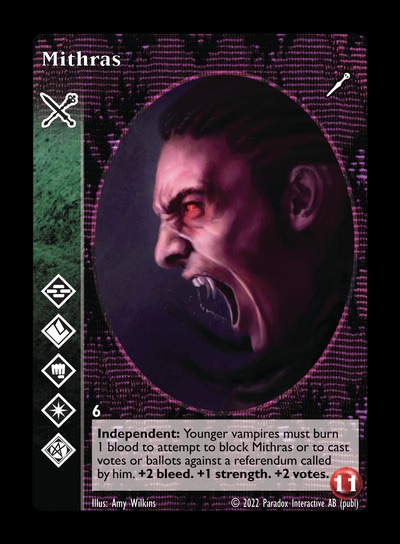 Mithras
6
Independent: Younger vampires must burn
1 blood to attempt to block Mithras or to cast
votes or ballots against a referendum called
by him. +2 bleed. +1 strength. +2 votes.
11
Illus: Amy Wilkins © 2022 Paradox Interactive AB (publ)